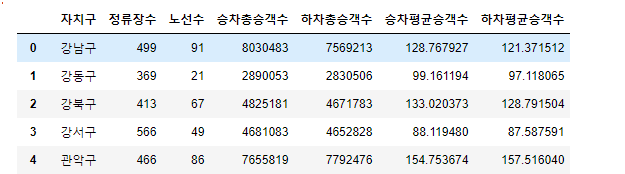 자치구 정류장수 노선수 승차총승객수 하차총승객수 승차평균승객수 하차평균승객수
0 강남구 499 91 8030483 7569213 128.767927 121.371512
1 강동구 369 21 2890053 2830506 99.161194 97.118065
2 강북구 413 67 4825181 4671783 133.020373 128.791504
3 강서구 566 49 4681083 4652828 88.119480 87.587591
4 관악구 466 86 7655819 7792476 154.753674 157.516040